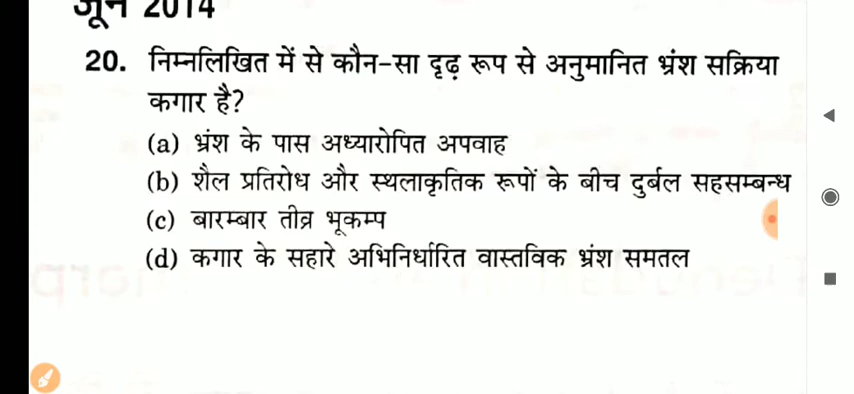 जून 2014
20. निम्नलिखित में से कौन-सा दृढ़ रूप से अनुमानित भ्रंश सक्रिया
कगार है?
(a) भ्रंश के पास अध्यारोपित अपवाह
(b) शैल प्रतिरोध और स्थलाकृतिक रूपों के बीच दुर्बल सहसम्बन्ध
(c) बारम्बार तीव्र भूकम्प
(d) कगार के सहारे अभिनिर्धारित वास्तविक भ्रंश समतल